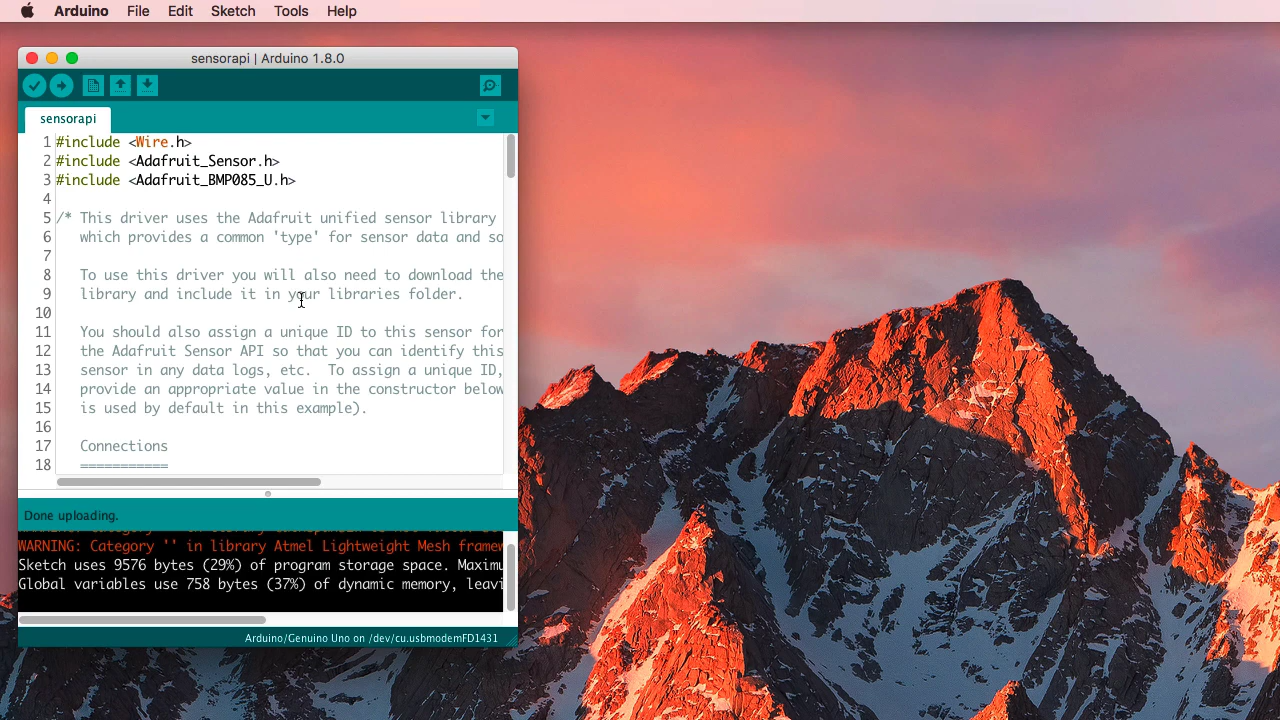 Arduino File Edit Sketch Tools Help
sensorapi | Arduino 1.8.0
sensorapi
1 #include <Wire.h>
2 #include <Adafruit_Sensor.h>
3 #include <Adafruit_BMP085_U.h>
4
5 /* This driver uses the Adafruit unified sensor library
6 which provides a common 'type' for sensor data and so
7
8 To use this driver you will also need to download the
9 library and include it in your libraries folder.
10
11 You should also assign a unique ID to this sensor for
12 the Adafruit Sensor API so that you can identify this
13 sensor in any data logs, etc.  To assign a unique ID,
14 provide an appropriate value in the constructor below
15 is used by default in this example).
16
17 Connections
18 ===========
Done uploading.
WARNING: Category '' in library Atmel Lightweight Mesh framew
Sketch uses 9576 bytes (29%) of program storage space. Maximu
Global variables use 758 bytes (37%) of dynamic memory, leavi
Arduino/Genuino Uno on /dev/cu.usbmodemFD1431